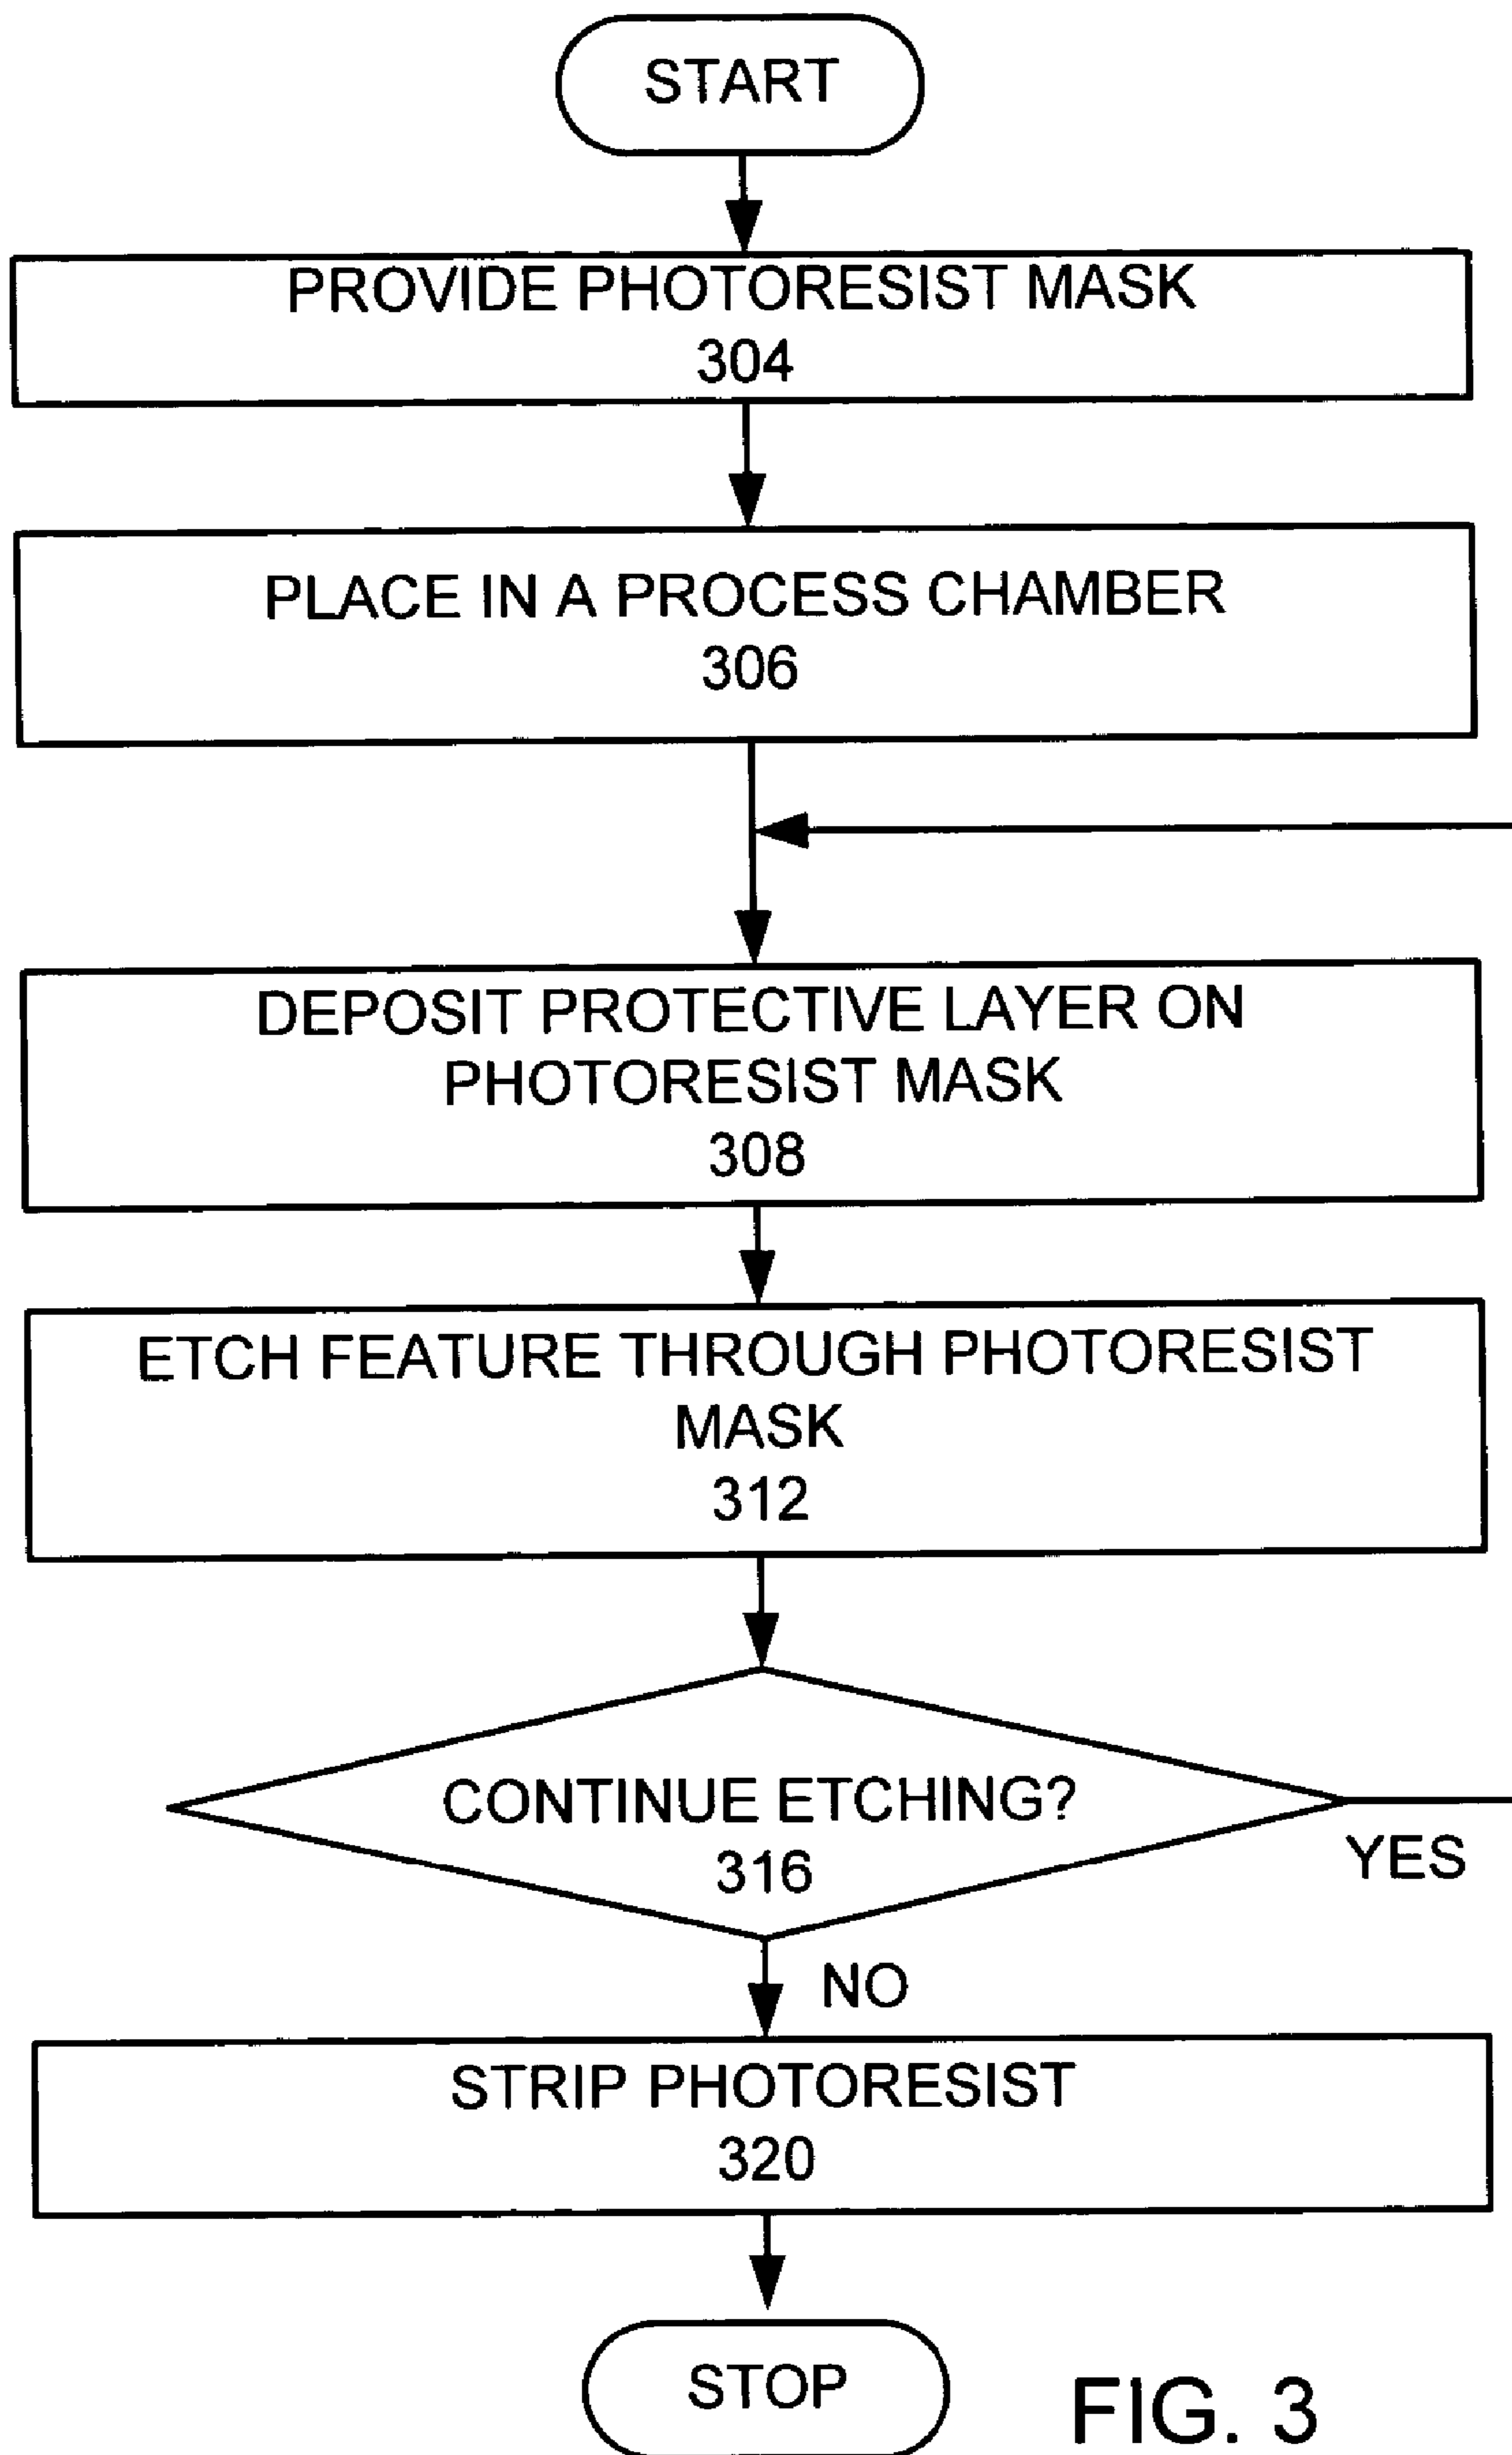 START
PROVIDE PHOTORESIST MASK
304
PLACE IN A PROCESS CHAMBER
306
DEPOSIT PROTECTIVE LAYER ON
PHOTORESIST MASK
308
ETCH FEATURE THROUGH PHOTORESIST
MASK
312
CONTINUE ETCHING?
316
YES
NO
STRIP PHOTORESIST
320
STOP
FIG. 3